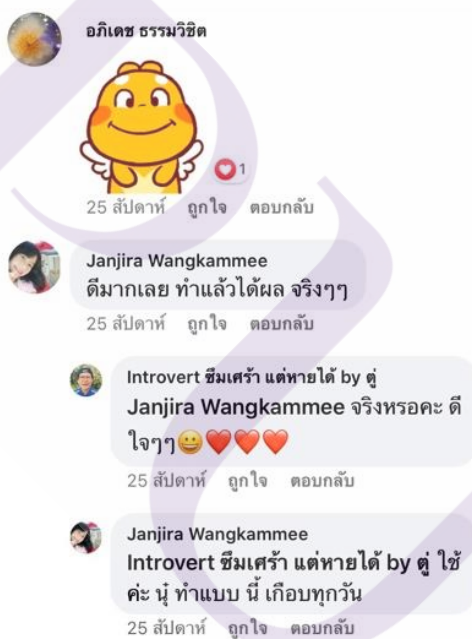 อภิเดช ธรรมวิชิต
1
25 สัปดาห์ ถูกใจ ตอบกลับ
Janjira Wangkammee
ดีมากเลย ทำแล้วได้ผล จริงๆๆ
25 สัปดาห์ ถูกใจ ตอบกลับ
Introvert ซึมเศร้า แต่หายได้ by ตู่
Janjira Wangkammee จริงหรอคะ ดี
ใจๆๆ😀❤️❤️❤️
25 สัปดาห์ ถูกใจ ตอบกลับ
Janjira Wangkammee
Introvert ซึมเศร้า แต่หายได้ by ตู่ ใช้
ค่ะ นุ๋ ทำแบบ นี้ เกือบทุกวัน
25 สัปดาห์ ถูกใจ ตอบกลับ